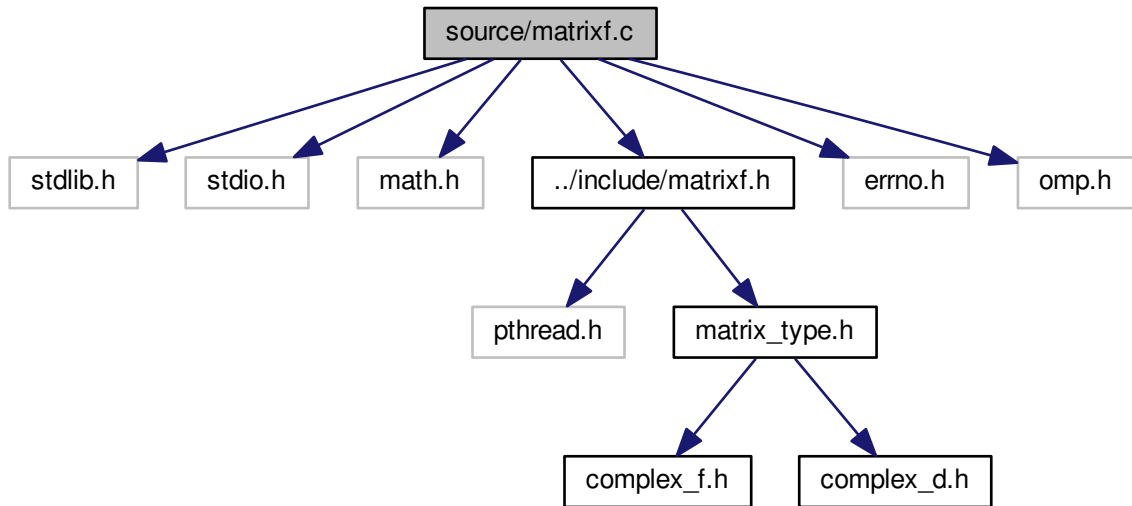 source/matrixf.c
stdlib.h
stdio.h
math.h
../include/matrixf.h
errno.h
omp.h
pthread.h
matrix_type.h
complex_f.h
complex_d.h